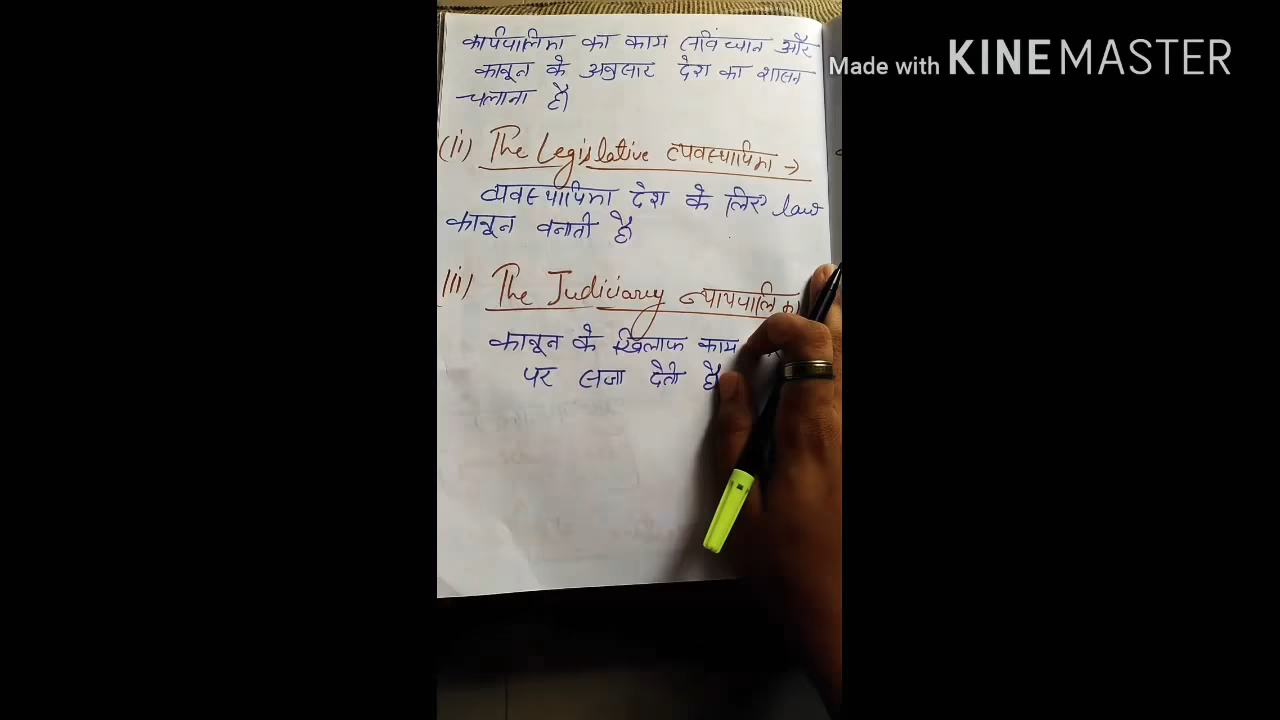 कार्यपालिका का काम संविधान और
कानून के अनुसार देश का शासन
चलाना है।
(ii) The Legislative व्यवस्थापिका →
व्यवस्थापिका देश के लिए law
कानून बनाती है
(iii) The Judiciary न्यायपालिका
कानून के खिलाफ काम
पर सजा देती है
Made with KINEMASTER